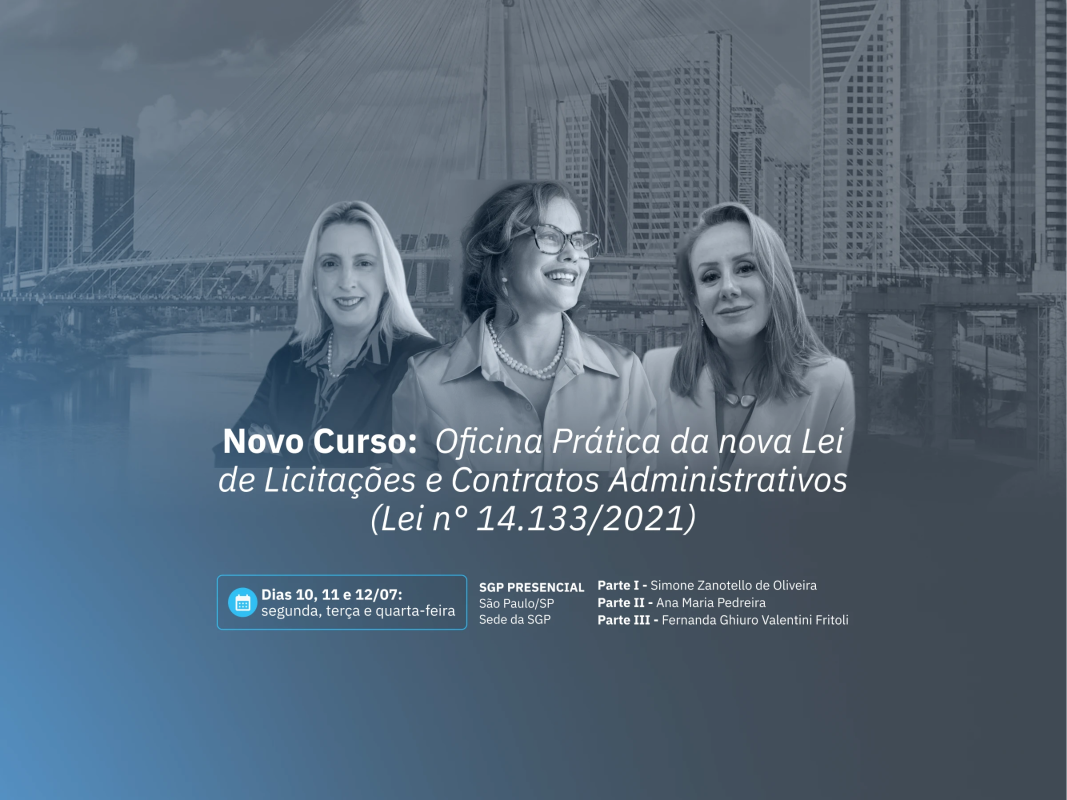 Novo Curso: Oficina Prática da nova Lei
de Licitações e Contratos Administrativos
(Lei n° 14.133/2021)
Dias 10, 11 e 12/07:
segunda, terça e quarta-feira
SGP PRESENCIAL
São Paulo/SP
Sede da SGP
Parte I - Simone Zanotello de Oliveira
Parte II - Ana Maria Pedreira
Parte III - Fernanda Ghiuro Valentini Fritoli